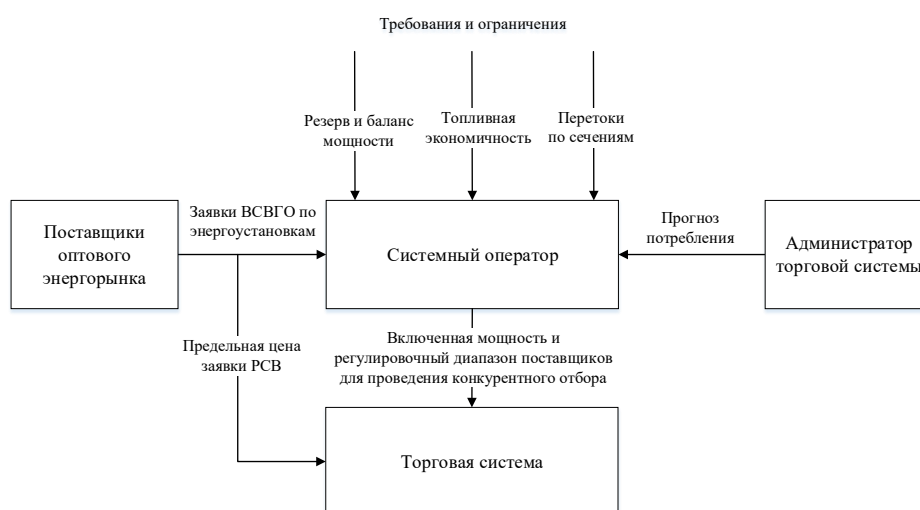 Требования и ограничения
Резерв и баланс
мощности
Топливная
экономичность
Перетоки
по сечениям
Поставщики
оптового
энергорынка
Заявки ВСВГО по
энергоустановкам
Системный оператор
Прогноз
потребления
Администратор
торговой системы
Предельная цена
заявки РСВ
Включенная мощность и
регулировочный диапазон поставщиков
для проведения конкурентного отбора
Торговая система